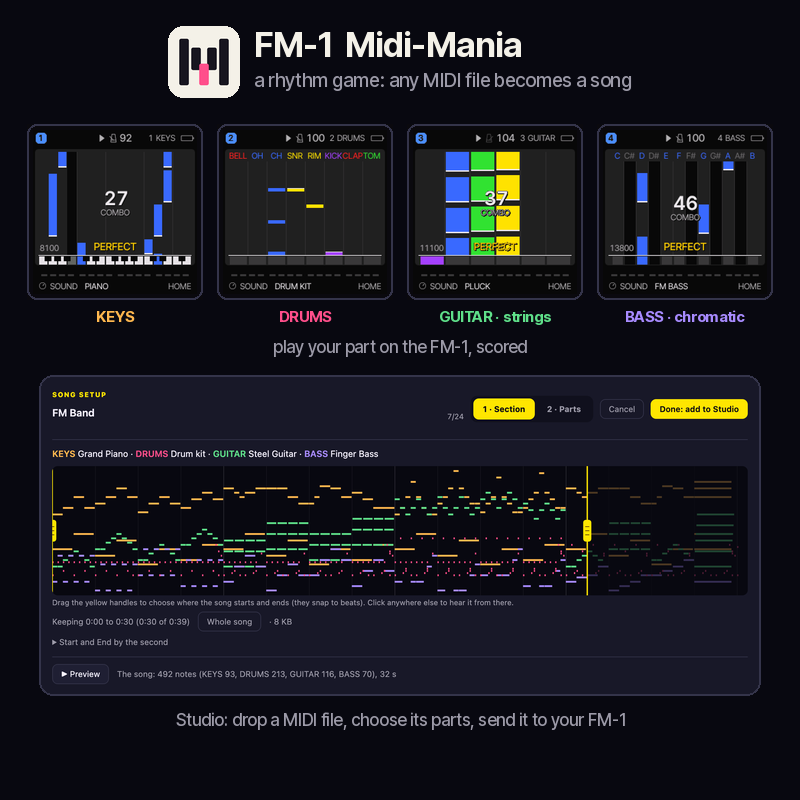 FM-1 Midi-Mania
a rhythm game: any MIDI file becomes a song
1 92 1 KEYS
27
COMBO
8100 PERFECT
SOUND PIANO HOME
KEYS
2 100 2 DRUMS
BELL OH CH SNR RIM KICK CLAP TOM
SOUND DRUM KIT HOME
DRUMS
3 104 3 GUITAR
37
COMBO
11100 PERFECT
SOUND PLUCK HOME
GUITAR · strings
4 100 4 BASS
C C# D D# E F F# G G# A A# B
46
COMBO
13800 PERFECT
SOUND FM BASS HOME
BASS · chromatic
play your part on the FM-1, scored
SONG SETUP
FM Band
7/24 1 · Section 2 · Parts Cancel Done: add to Studio
KEYS Grand Piano · DRUMS Drum kit · GUITAR Steel Guitar · BASS Finger Bass
Drag the yellow handles to choose where the song starts and ends (they snap to beats). Click anywhere else to hear it from there.
Keeping 0:00 to 0:30 (0:30 of 0:39) Whole song · 8 KB
Start and End by the second
Preview The song: 492 notes (KEYS 93, DRUMS 213, GUITAR 116, BASS 70), 32 s
Studio: drop a MIDI file, choose its parts, send it to your FM-1